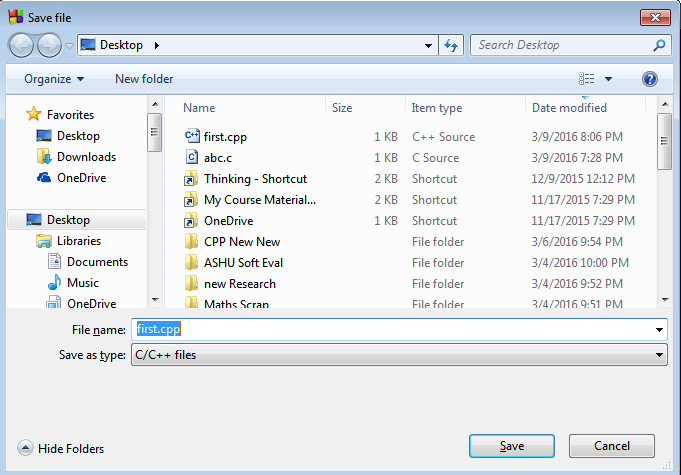 Save file
Desktop
Search Desktop
Organize New folder
Favorites
Desktop
Downloads
OneDrive
Desktop
Libraries
Documents
Music
OneDrive
Name Size Item type Date modified
first.cpp 1 KB C++ Source 3/9/2016 8:06 PM
abc.c 1 KB C Source 3/9/2016 7:28 PM
Thinking - Shortcut 2 KB Shortcut 12/9/2015 12:12 PM
My Course Material... 2 KB Shortcut 11/17/2015 7:29 PM
OneDrive 1 KB Shortcut 11/17/2015 7:29 PM
CPP New New File folder 3/6/2016 9:54 PM
ASHU Soft Eval File folder 3/4/2016 10:00 PM
new Research File folder 3/4/2016 9:52 PM
Maths Scrap File folder 3/4/2016 9:51 PM
File name: first.cpp
Save as type: C/C++ files
Hide Folders
Save Cancel